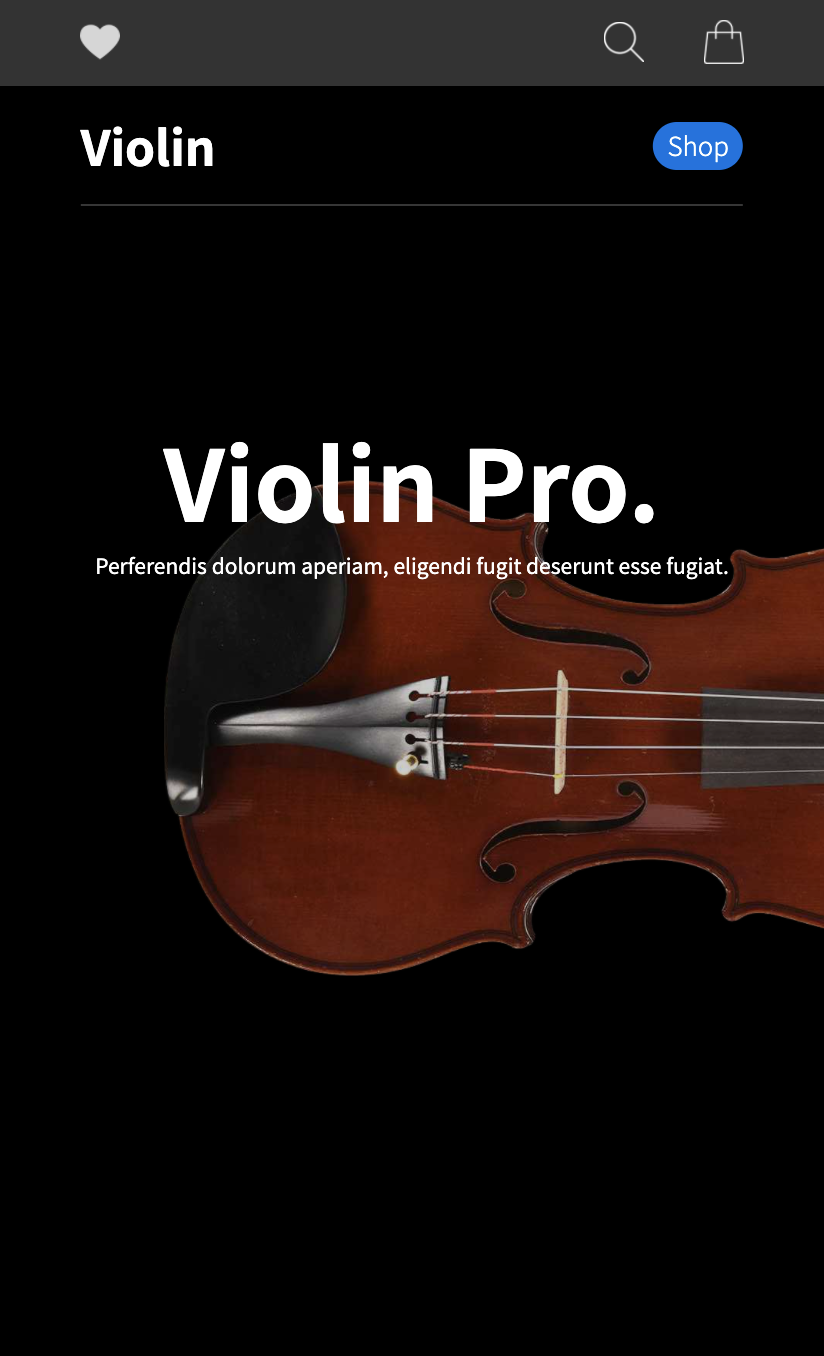 Violin
Shop
Violin Pro.
Perferendis dolorum aperiam, eligendi fugit deserunt esse fugiat.